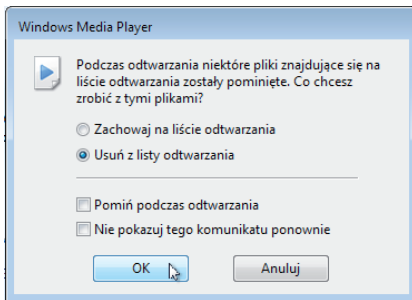 Windows Media Player
Podczas odtwarzania niektóre pliki znajdujące się na
liście odtwarzania zostały pominięte. Co chcesz
zrobić z tymi plikami?
Zachowaj na liście odtwarzania
Usuń z listy odtwarzania
Pomiń podczas odtwarzania
Nie pokazuj tego komunikatu ponownie
OK
Anuluj